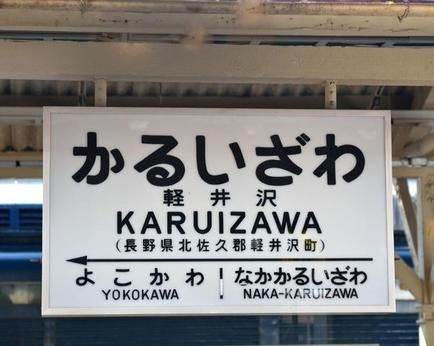 かるいざわ
軽井沢
KARUIZAWA
(長野県北佐久郡軽井沢町)
よこかわ なかかるいざわ
YOKOKAWA NAKA-KARUIZAWA